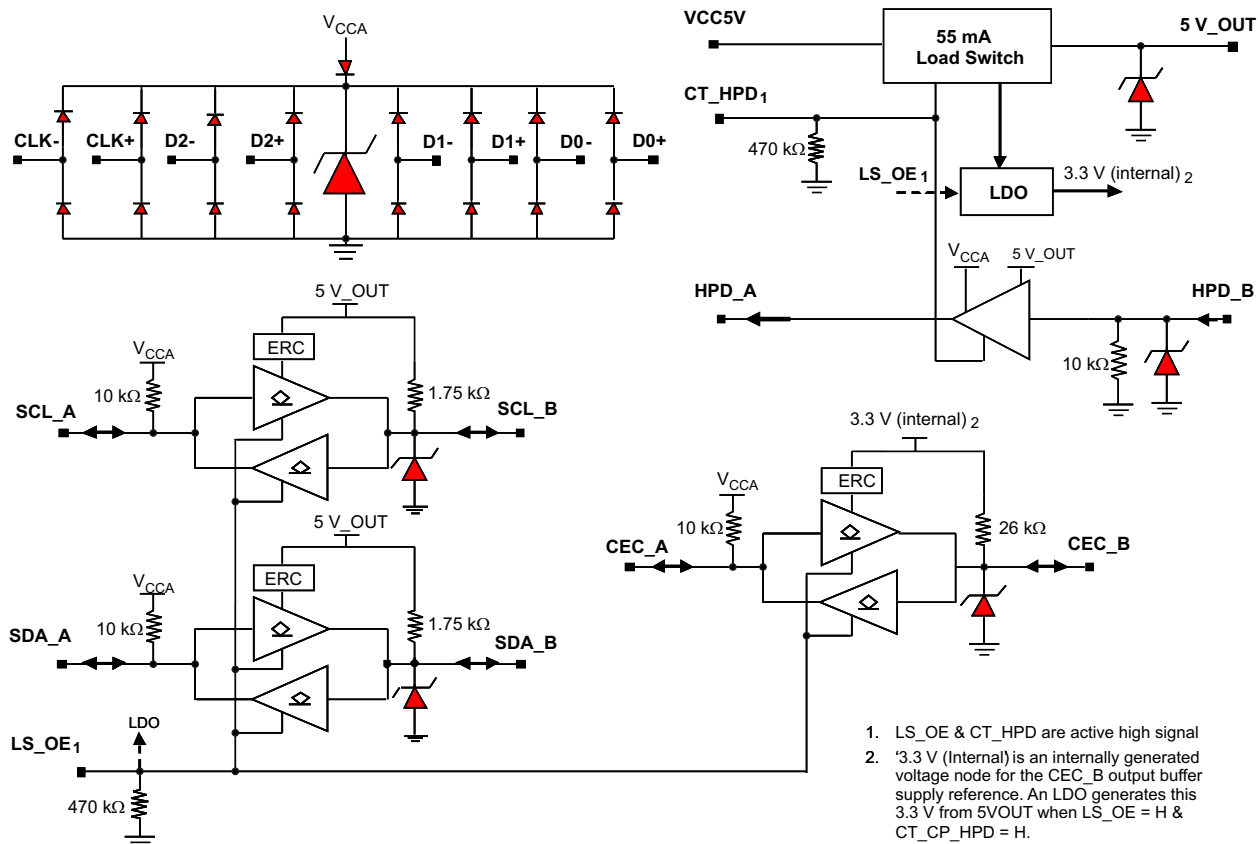 VCCA
CLK-
CLK+
D2-
D2+
D1-
D1+
D0-
D0+
VCC5V
55 mA
Load Switch
5 V_OUT
CT_HPD1
470 kΩ
LS_OE1
LDO
3.3 V (internal) 2
VCCA
5 V_OUT
HPD_A
HPD_B
10 kΩ
5 V_OUT
VCCA
ERC
10 kΩ
1.75 kΩ
SCL_A
SCL_B
5 V_OUT
VCCA
ERC
10 kΩ
1.75 kΩ
SDA_A
SDA_B
3.3 V (internal) 2
VCCA
ERC
10 kΩ
26 kΩ
CEC_A
CEC_B
LDO
LS_OE1
470 kΩ
1. LS_OE & CT_HPD are active high signal
2. '3.3 V (Internal) is an internally generated
voltage node for the CEC_B output buffer
supply reference. An LDO generates this
3.3 V from 5VOUT when LS_OE = H &
CT_CP_HPD = H.